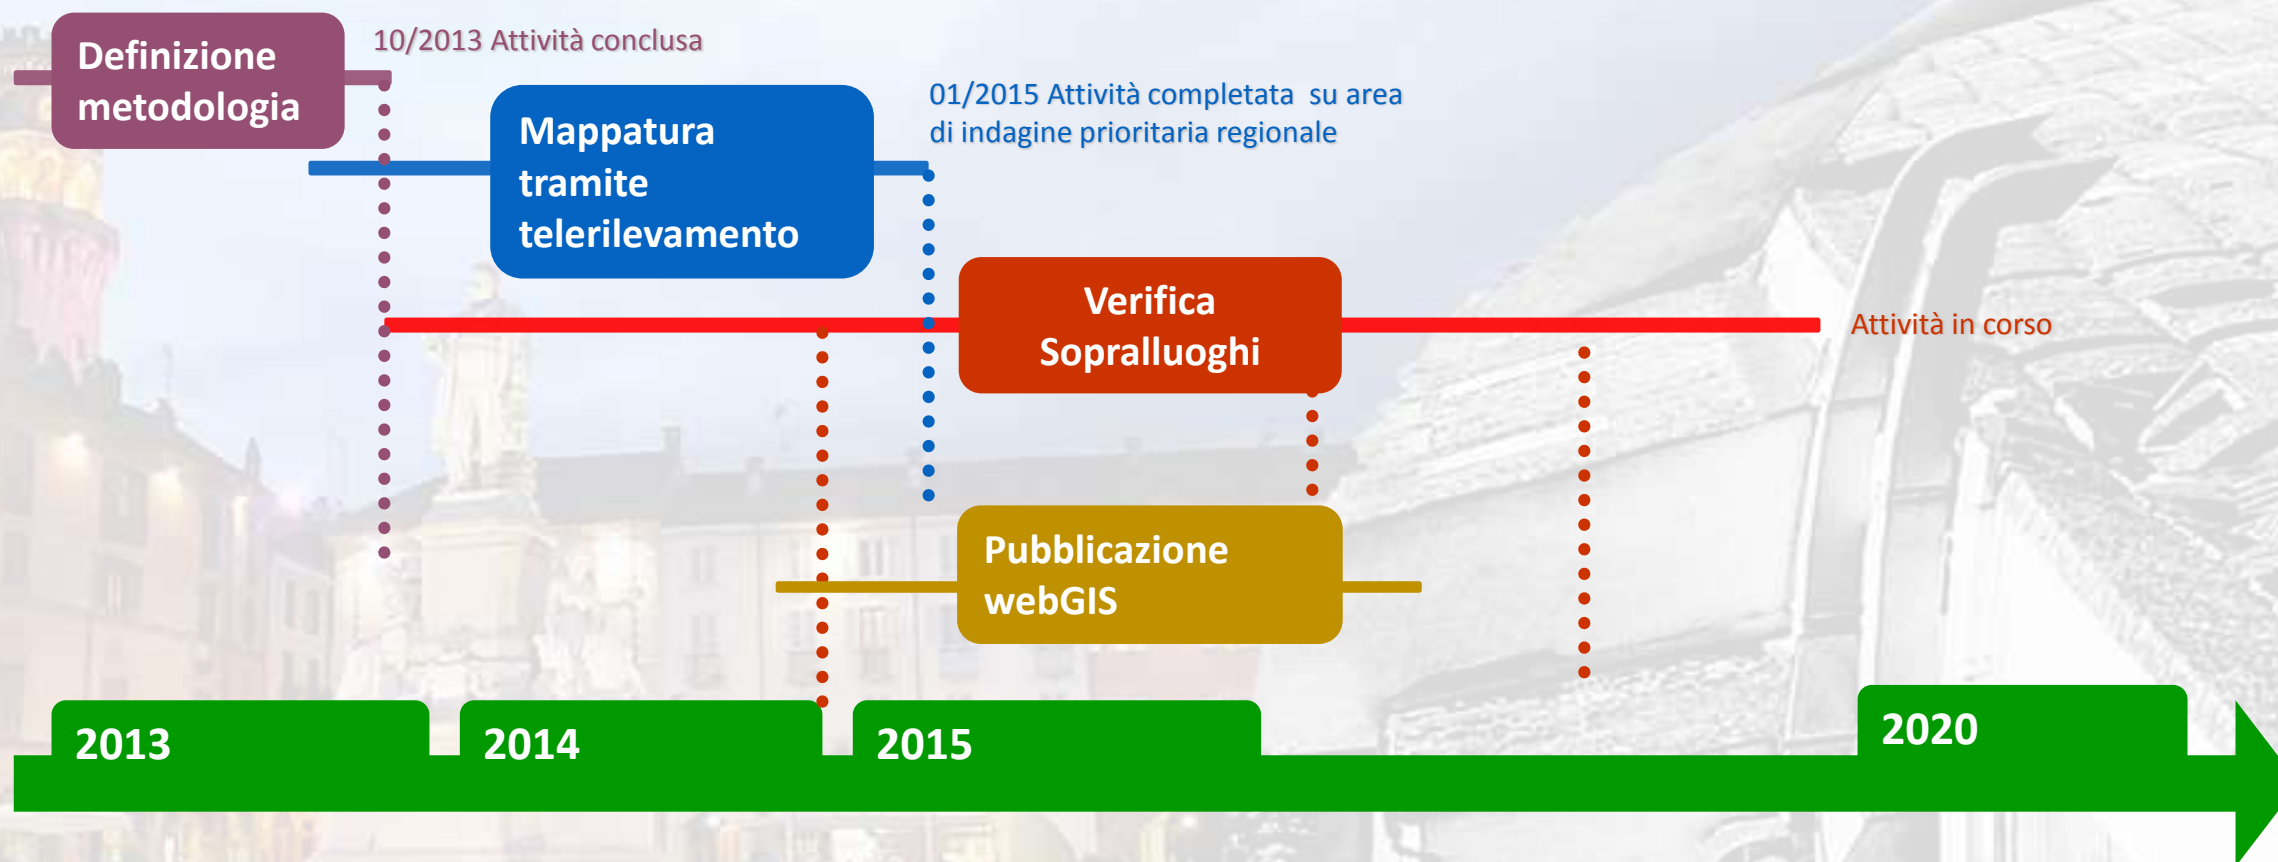 Definizione
metodologia
10/2013 Attività conclusa
Mappatura
tramite
telerilevamento
01/2015 Attività completata  su area
di indagine prioritaria regionale
Verifica
Sopralluoghi
Attività in corso
Pubblicazione
webGIS
2013
2014
2015
2020